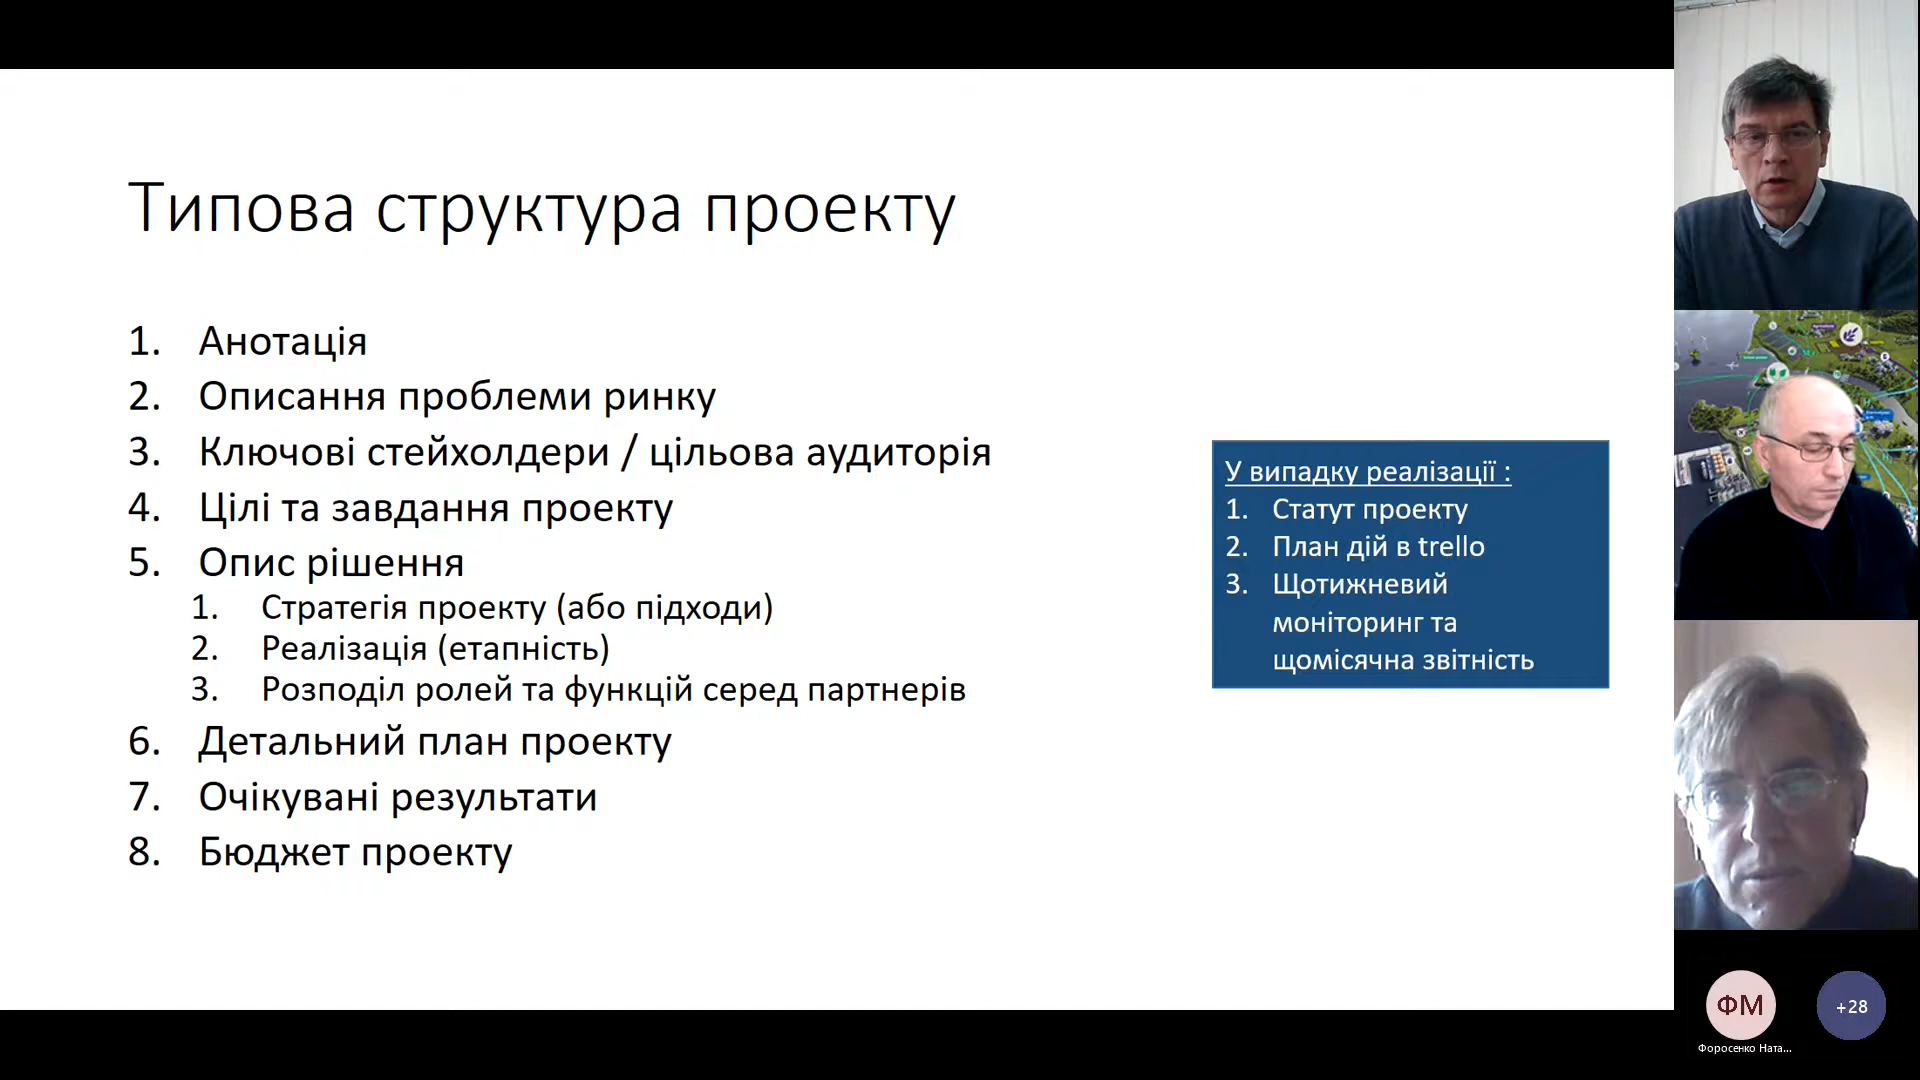 Типова структура проекту
1. Анотація
2. Описання проблеми ринку
3. Ключові стейхолдери / цільова аудиторія
4. Цілі та завдання проекту
5. Опис рішення
1. Стратегія проекту (або підходи)
2. Реалізація (етапність)
3. Розподіл ролей та функцій серед партнерів
6. Детальний план проекту
7. Очікувані результати
8. Бюджет проекту
У випадку реалізації :
1. Статут проекту
2. План дій в trello
3. Щотижневий
моніторинг та
щомісячна звітність
ФМ
+28
Форосенко Ната...